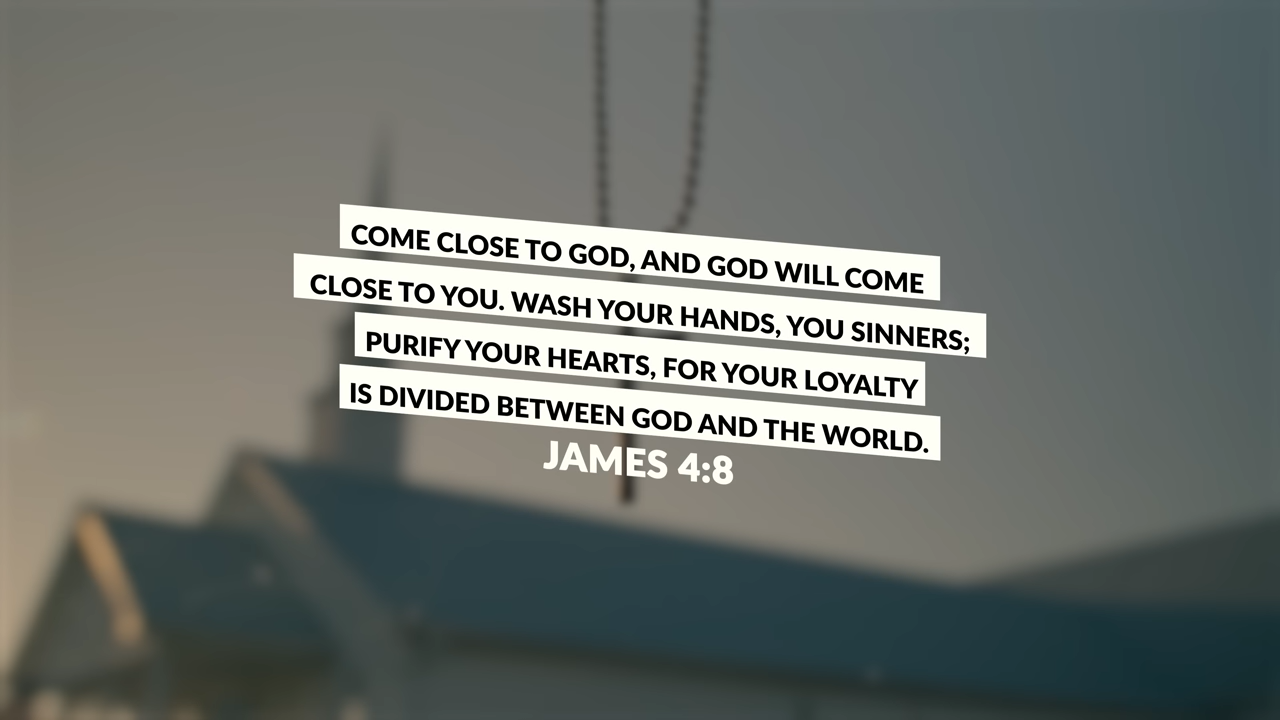 COME CLOSE TO GOD, AND GOD WILL COME
CLOSE TO YOU. WASH YOUR HANDS, YOU SINNERS;
PURIFY YOUR HEARTS, FOR YOUR LOYALTY
IS DIVIDED BETWEEN GOD AND THE WORLD.
JAMES 4:8